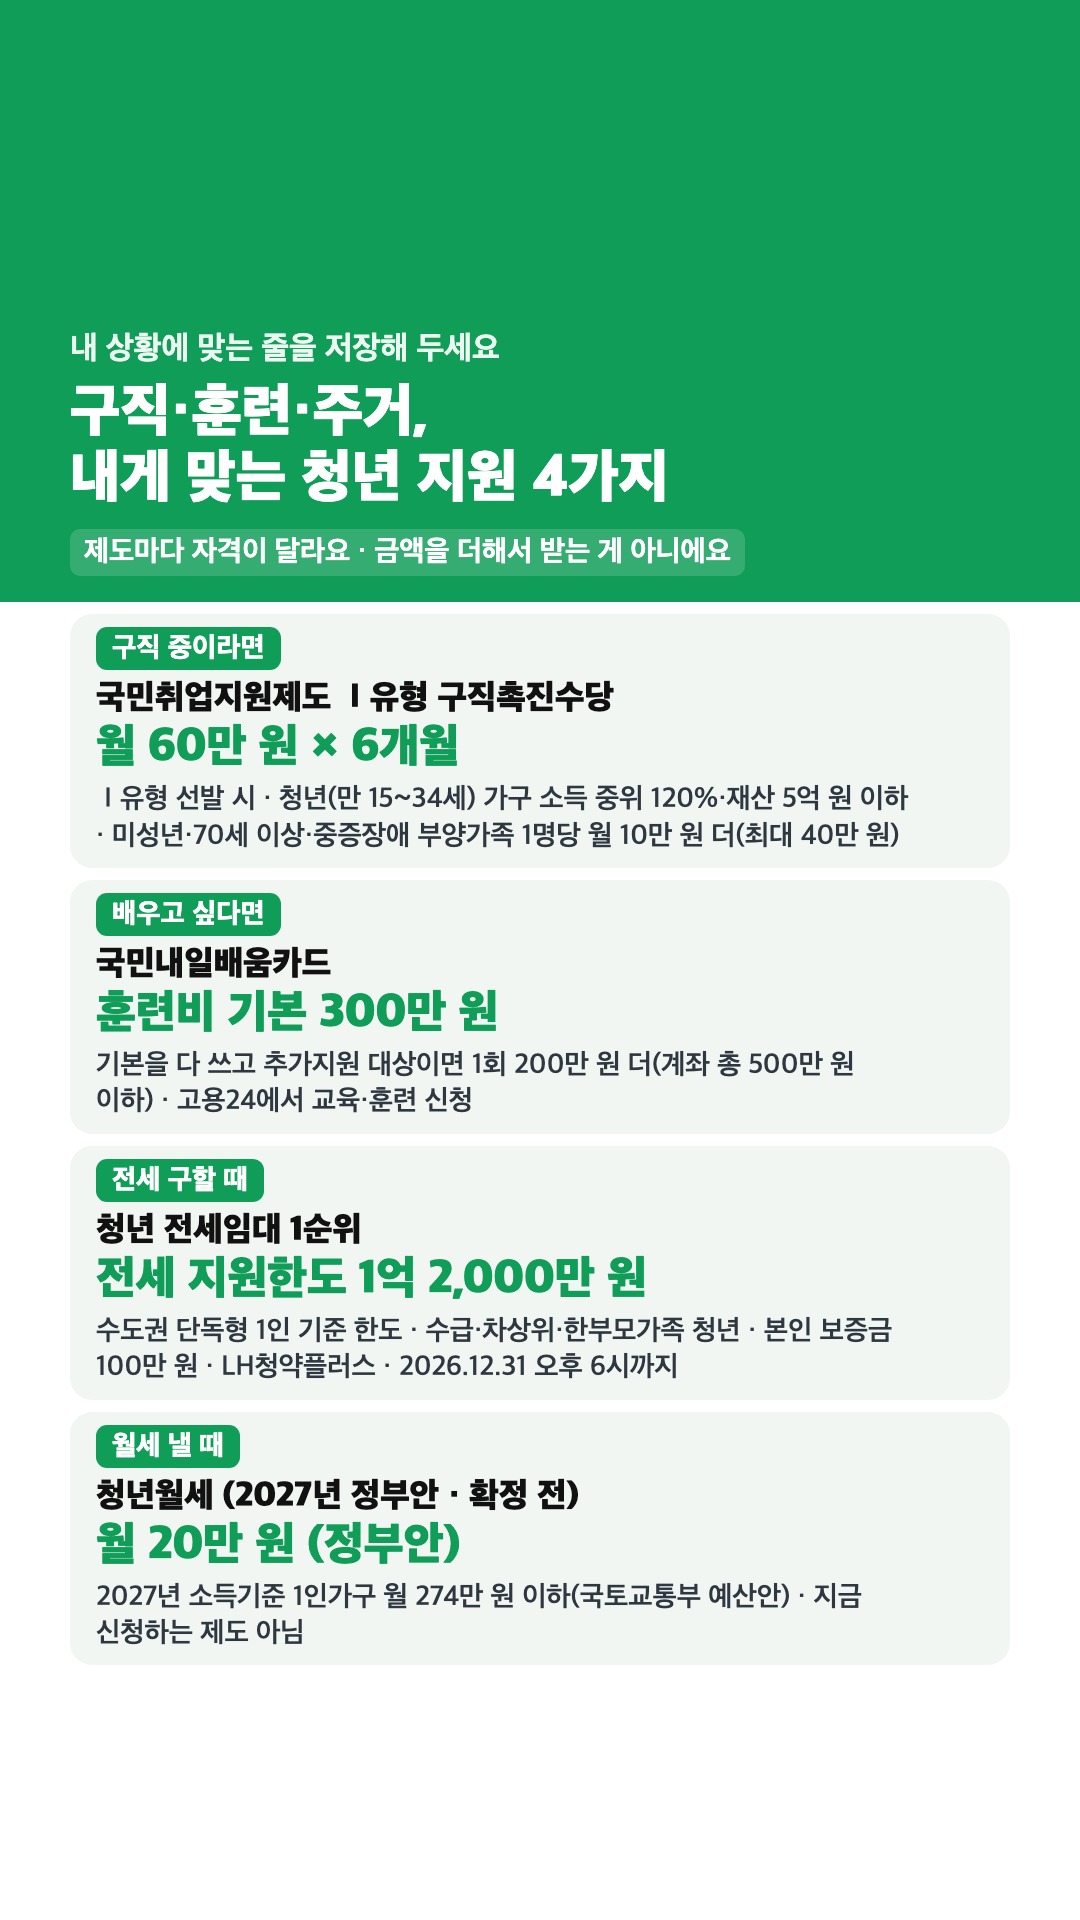 내 상황에 맞는 줄을 저장해 두세요
구직·훈련·주거,
내게 맞는 청년 지원 4가지
제도마다 자격이 달라요 · 금액을 더해서 받는 게 아니에요
구직 중이라면
국민취업지원제도 Ⅰ유형 구직촉진수당
월 60만 원 × 6개월
Ⅰ유형 선발 시 · 청년(만 15~34세) 가구 소득 중위 120%·재산 5억 원 이하
· 미성년·70세 이상·중증장애 부양가족 1명당 월 10만 원 더(최대 40만 원)
배우고 싶다면
국민내일배움카드
훈련비 기본 300만 원
기본을 다 쓰고 추가지원 대상이면 1회 200만 원 더(계좌 총 500만 원
이하) · 고용24에서 교육·훈련 신청
전세 구할 때
청년 전세임대 1순위
전세 지원한도 1억 2,000만 원
수도권 단독형 1인 기준 한도 · 수급·차상위·한부모가족 청년 · 본인 보증금
100만 원 · LH청약플러스 · 2026.12.31 오후 6시까지
월세 낼 때
청년월세 (2027년 정부안 · 확정 전)
월 20만 원 (정부안)
2027년 소득기준 1인가구 월 274만 원 이하(국토교통부 예산안) · 지금
신청하는 제도 아님